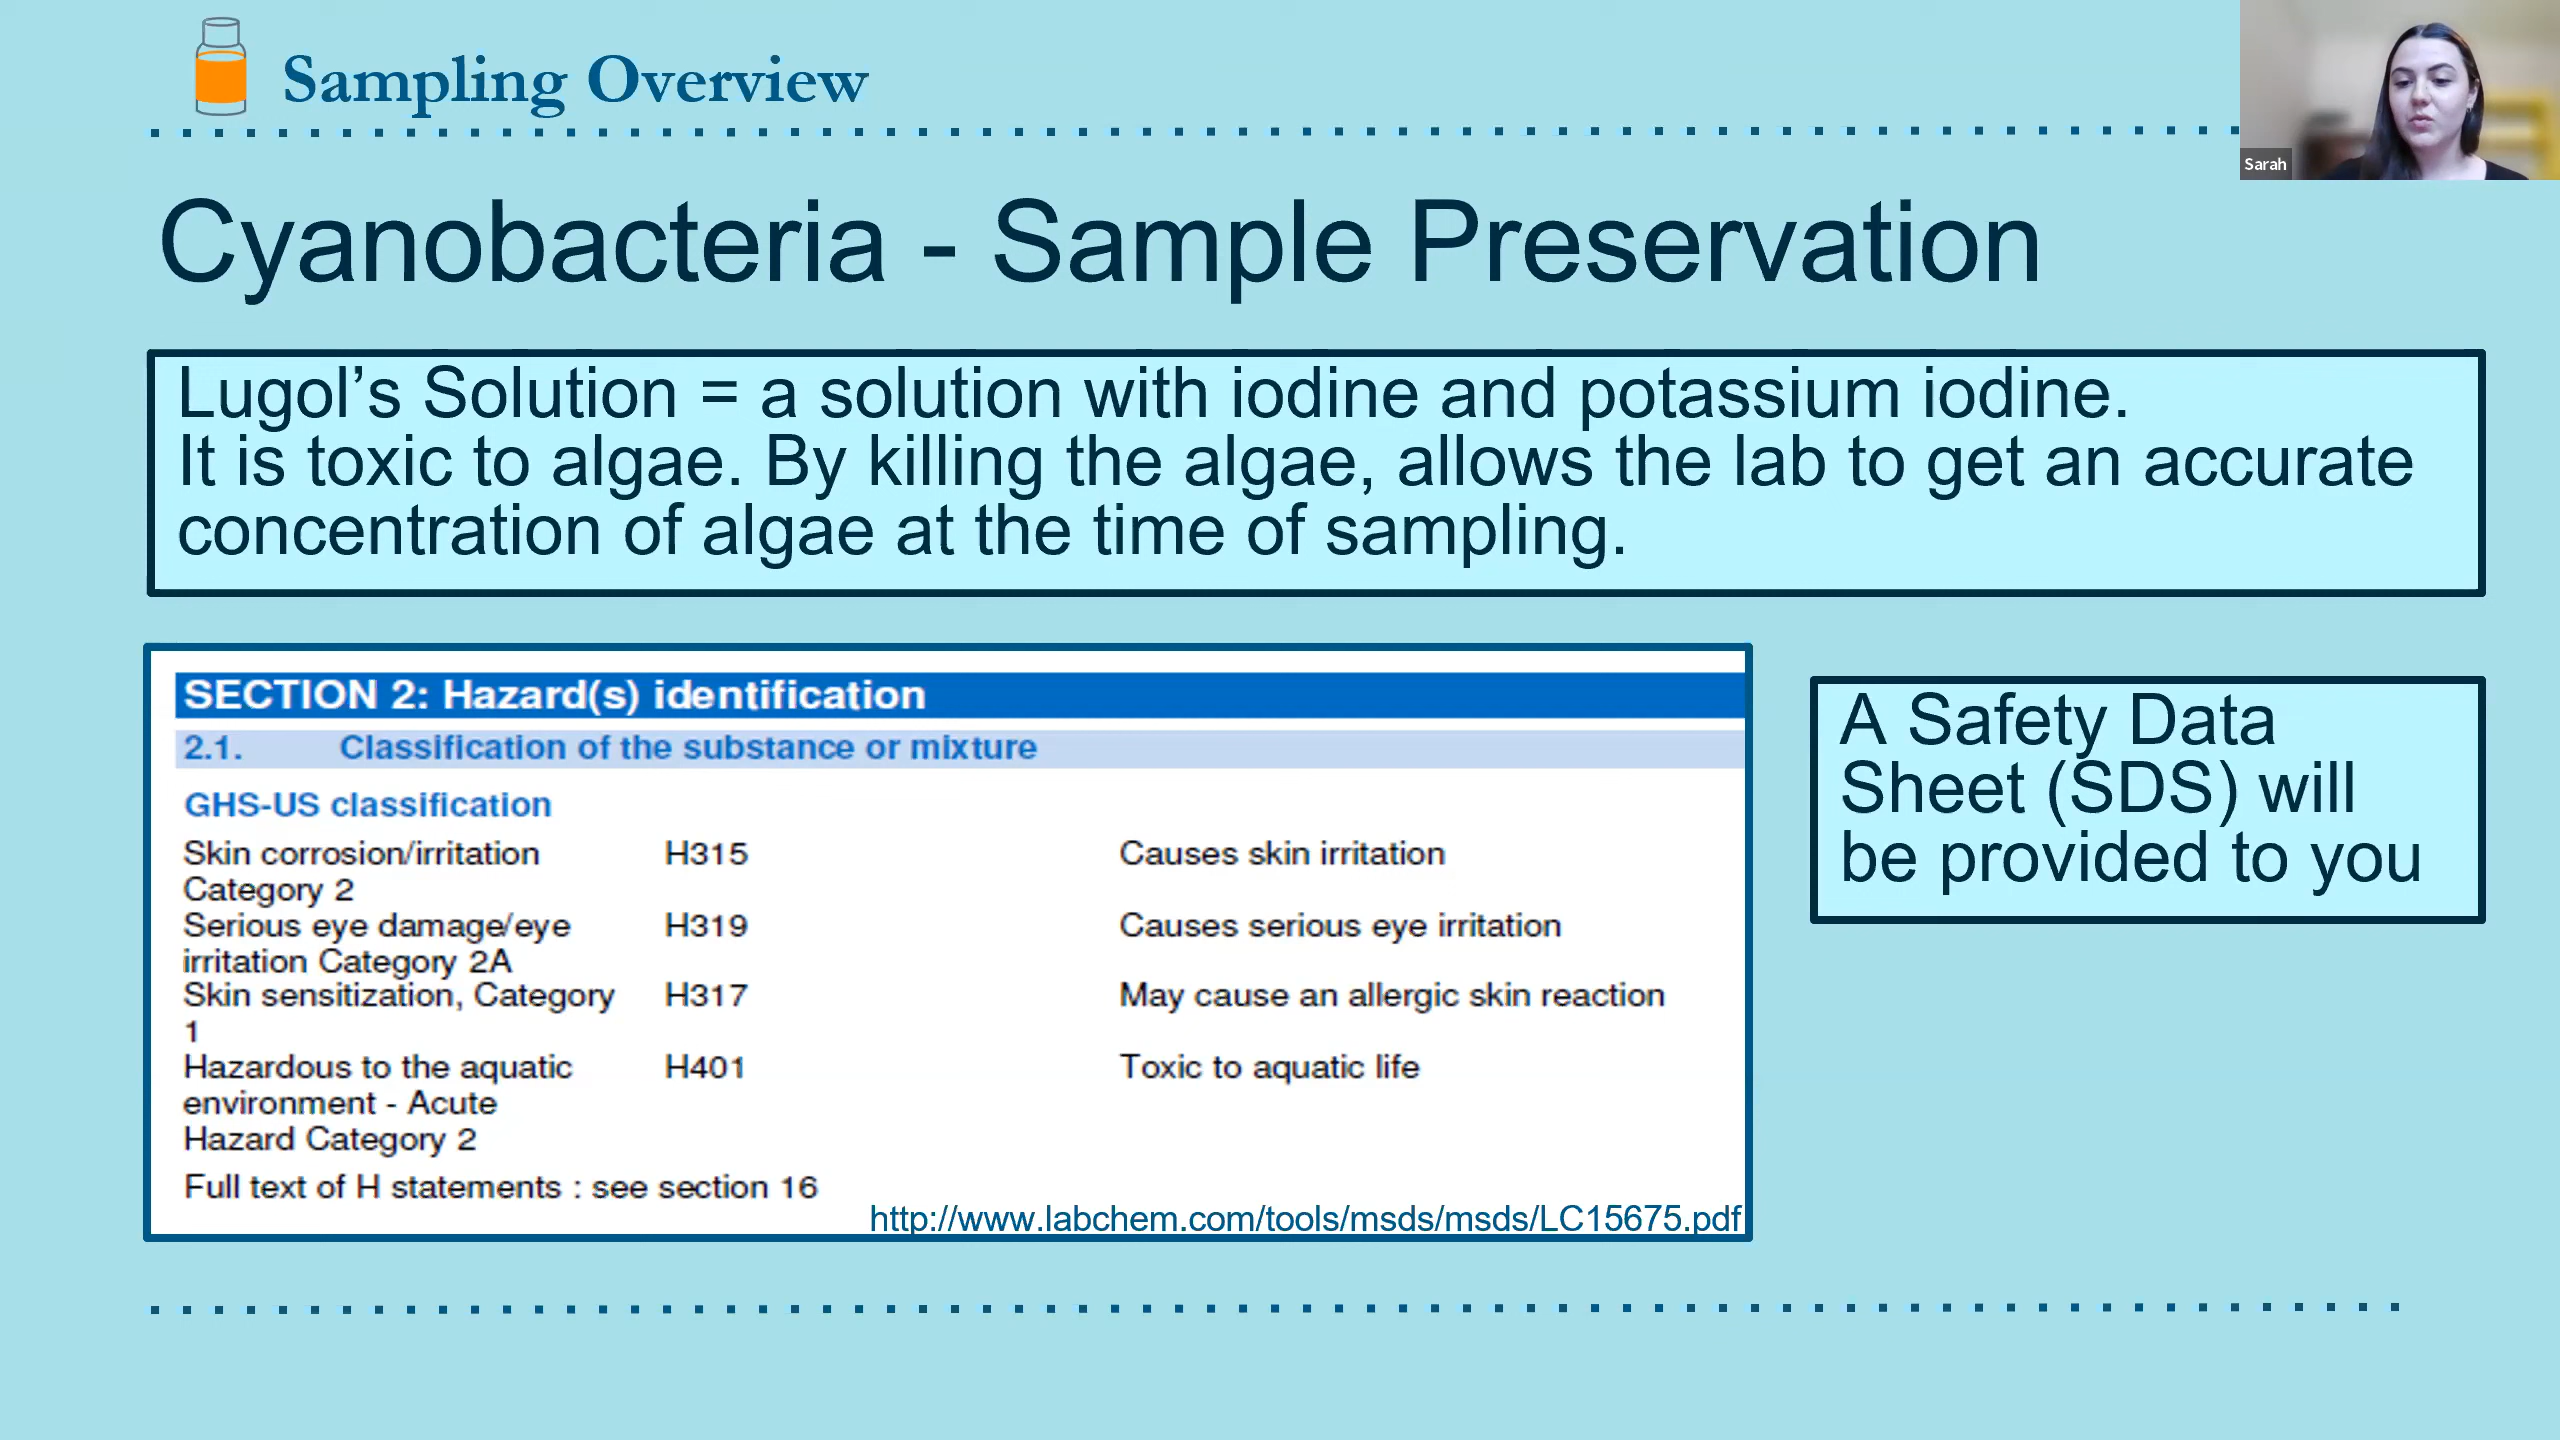 Sampling Overview
Sarah
Cyanobacteria - Sample Preservation
Lugol’s Solution = a solution with iodine and potassium iodine.
It is toxic to algae. By killing the algae, allows the lab to get an accurate
concentration of algae at the time of sampling.
SECTION 2: Hazard(s) identification
2.1. Classification of the substance or mixture
GHS-US classification
Skin corrosion/irritation H315 Causes skin irritation
Category 2
Serious eye damage/eye H319 Causes serious eye irritation
irritation Category 2A
Skin sensitization, Category H317 May cause an allergic skin reaction
1
Hazardous to the aquatic H401 Toxic to aquatic life
environment - Acute
Hazard Category 2
Full text of H statements : see section 16
http://www.labchem.com/tools/msds/msds/LC15675.pdf
A Safety Data
Sheet (SDS) will
be provided to you